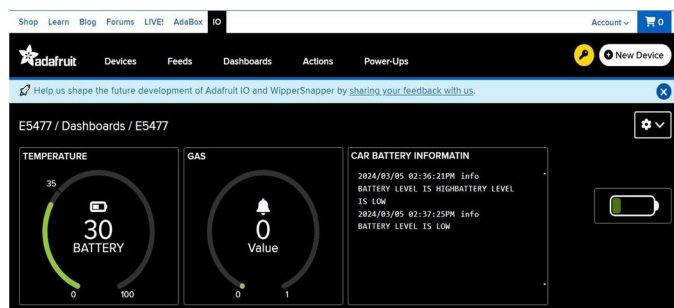 Shop Learn Blog Forums LIVE! AdaBox IO Account 0
adafruit Devices Feeds Dashboards Actions Power-Ups New Device
Help us shape the future development of Adafruit IO and WipperSnapper by sharing your feedback with us.
E5477 / Dashboards / E5477
TEMPERATURE
35
30
BATTERY
0 100
GAS
0
Value
0 1
CAR BATTERY INFORMATIN
2024/03/05 02:36:21PM info
BATTERY LEVEL IS HIGHBATTERY LEVEL
IS LOW
2024/03/05 02:37:25PM info
BATTERY LEVEL IS LOW